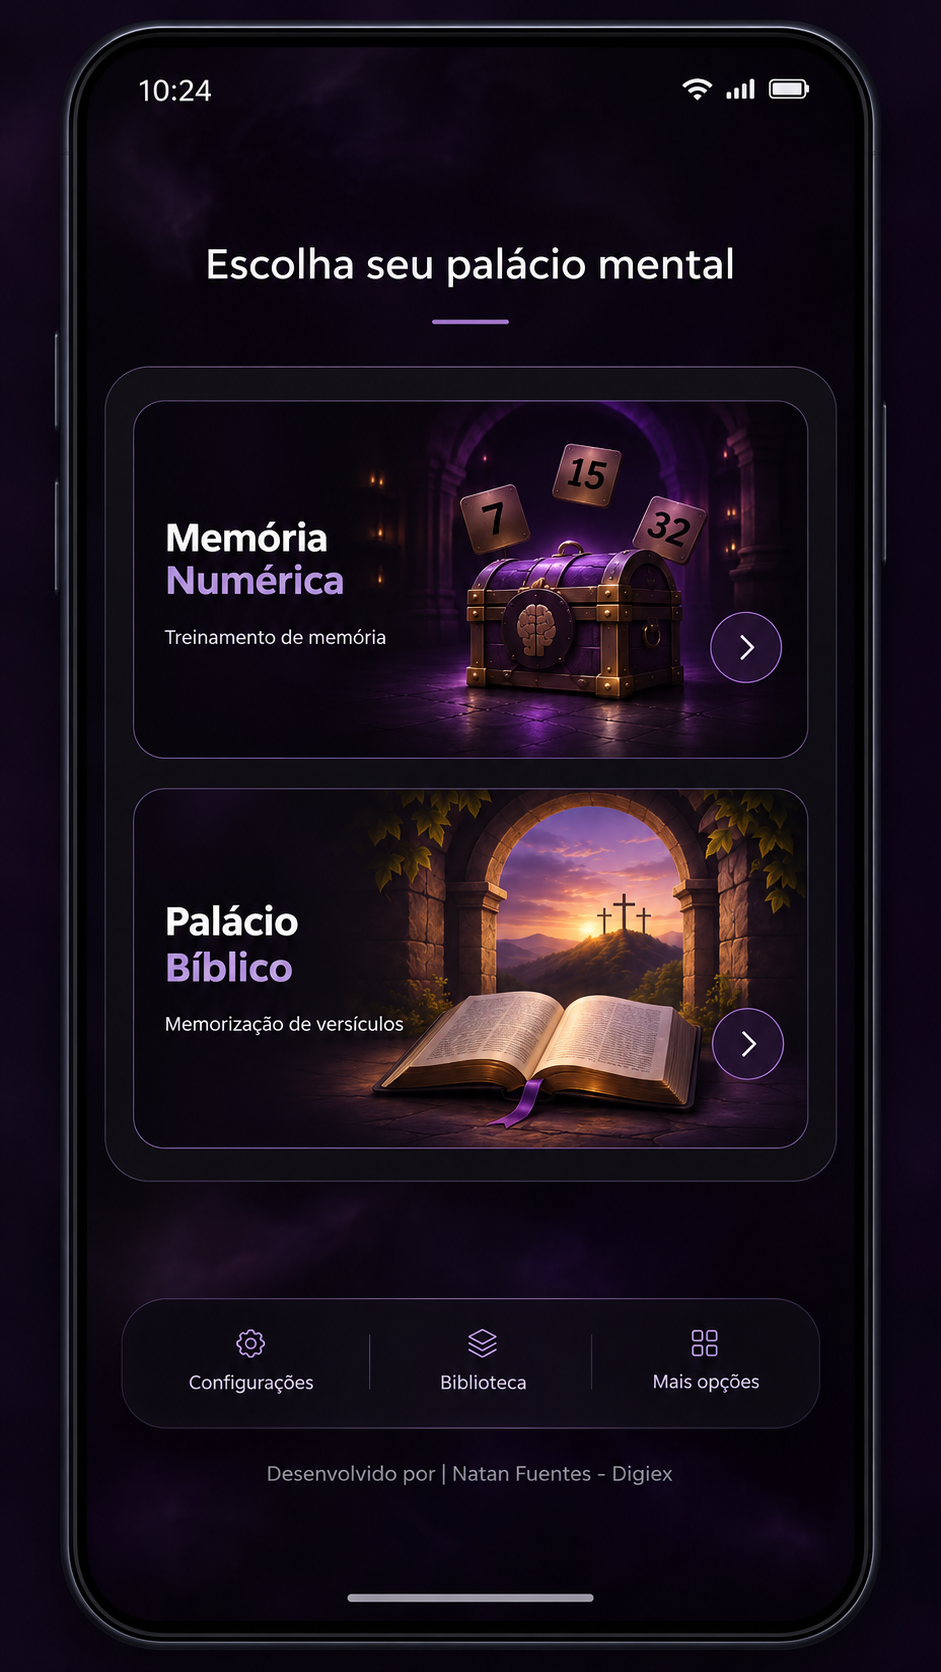 10:24
Escolha seu palácio mental
15
7
32
Memória
Numérica
Treinamento de memória
Palácio
Bíblico
Memorização de versículos
Configurações
Biblioteca
Mais opções
Desenvolvido por | Natan Fuentes - Digiex